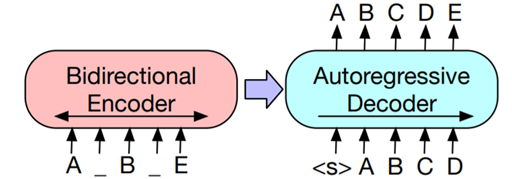 A B C D E
Bidirectional
Encoder
Autoregressive
Decoder
A _ B _ E
<s> A B C D